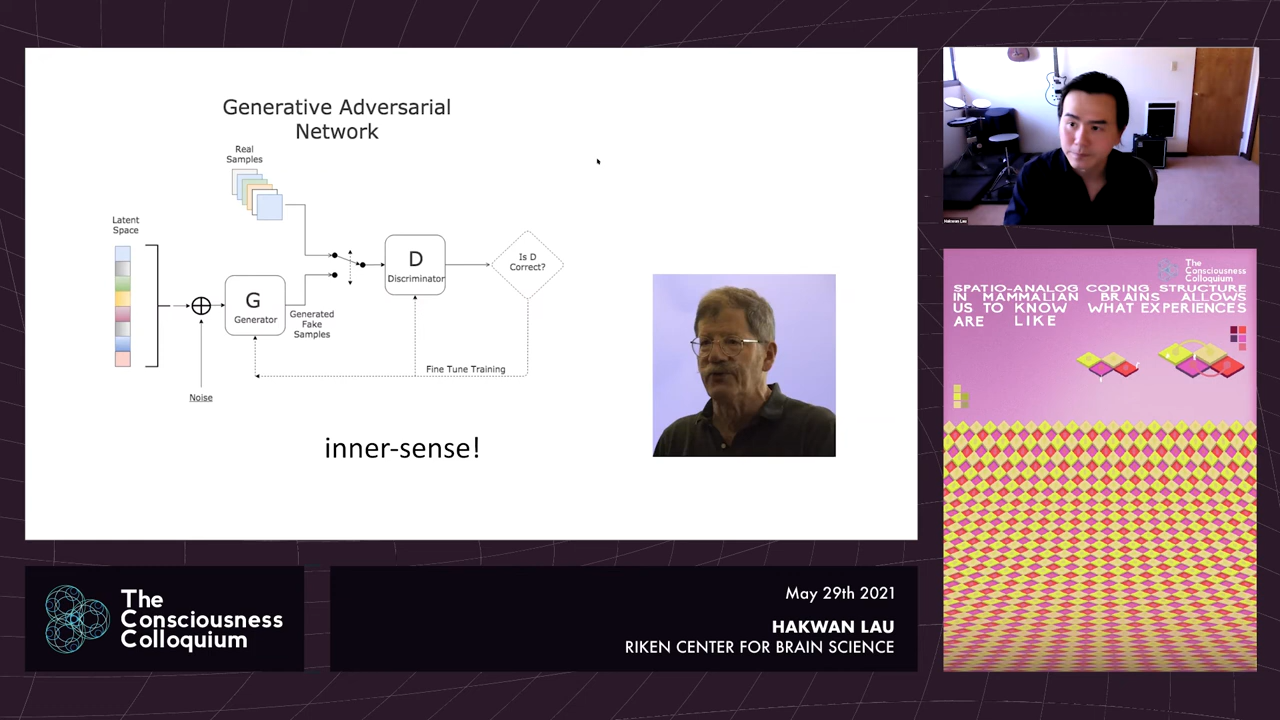 Generative Adversarial
Network
Real
Samples
Latent
Space
G
Generator
Generated
Fake
Samples
D
Discriminator
Is D
Correct?
Fine Tune Training
Noise
inner-sense!
Hakwan Lau
The
Consciousness
Colloquium
SPATIO-ANALOG CODING STRUCTURE
IN MAMMALIAN BRAINS ALLOWS
US TO KNOW WHAT EXPERIENCES
ARE LIKE
The
Consciousness
Colloquium
May 29th 2021
HAKWAN LAU
RIKEN CENTER FOR BRAIN SCIENCE